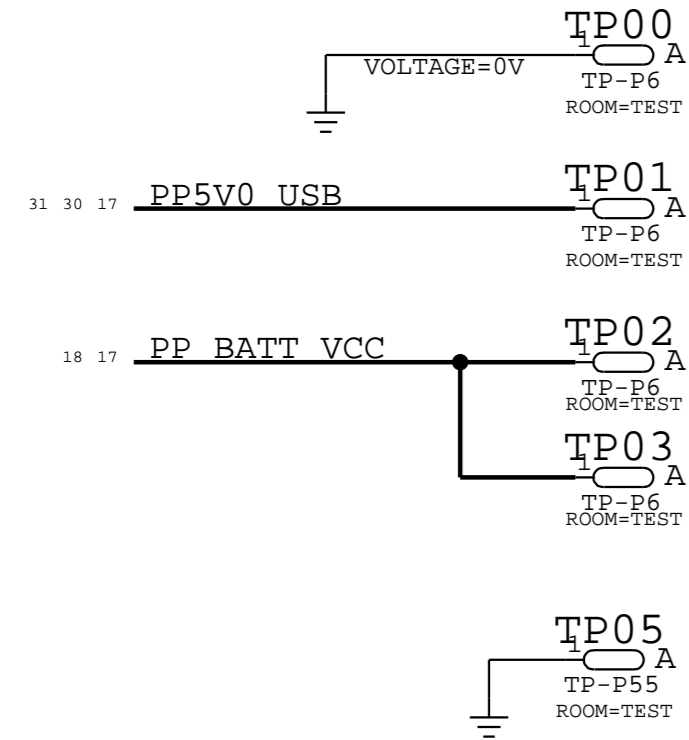 TP00
1
A
VOLTAGE=0V
TP-P6
ROOM=TEST
TP01
31 30 17 PP5V0 USB
1
A
TP-P6
ROOM=TEST
TP02
18 17 PP BATT VCC
1
A
TP-P6
ROOM=TEST
TP03
1
A
TP-P6
ROOM=TEST
TP05
1
A
TP-P55
ROOM=TEST